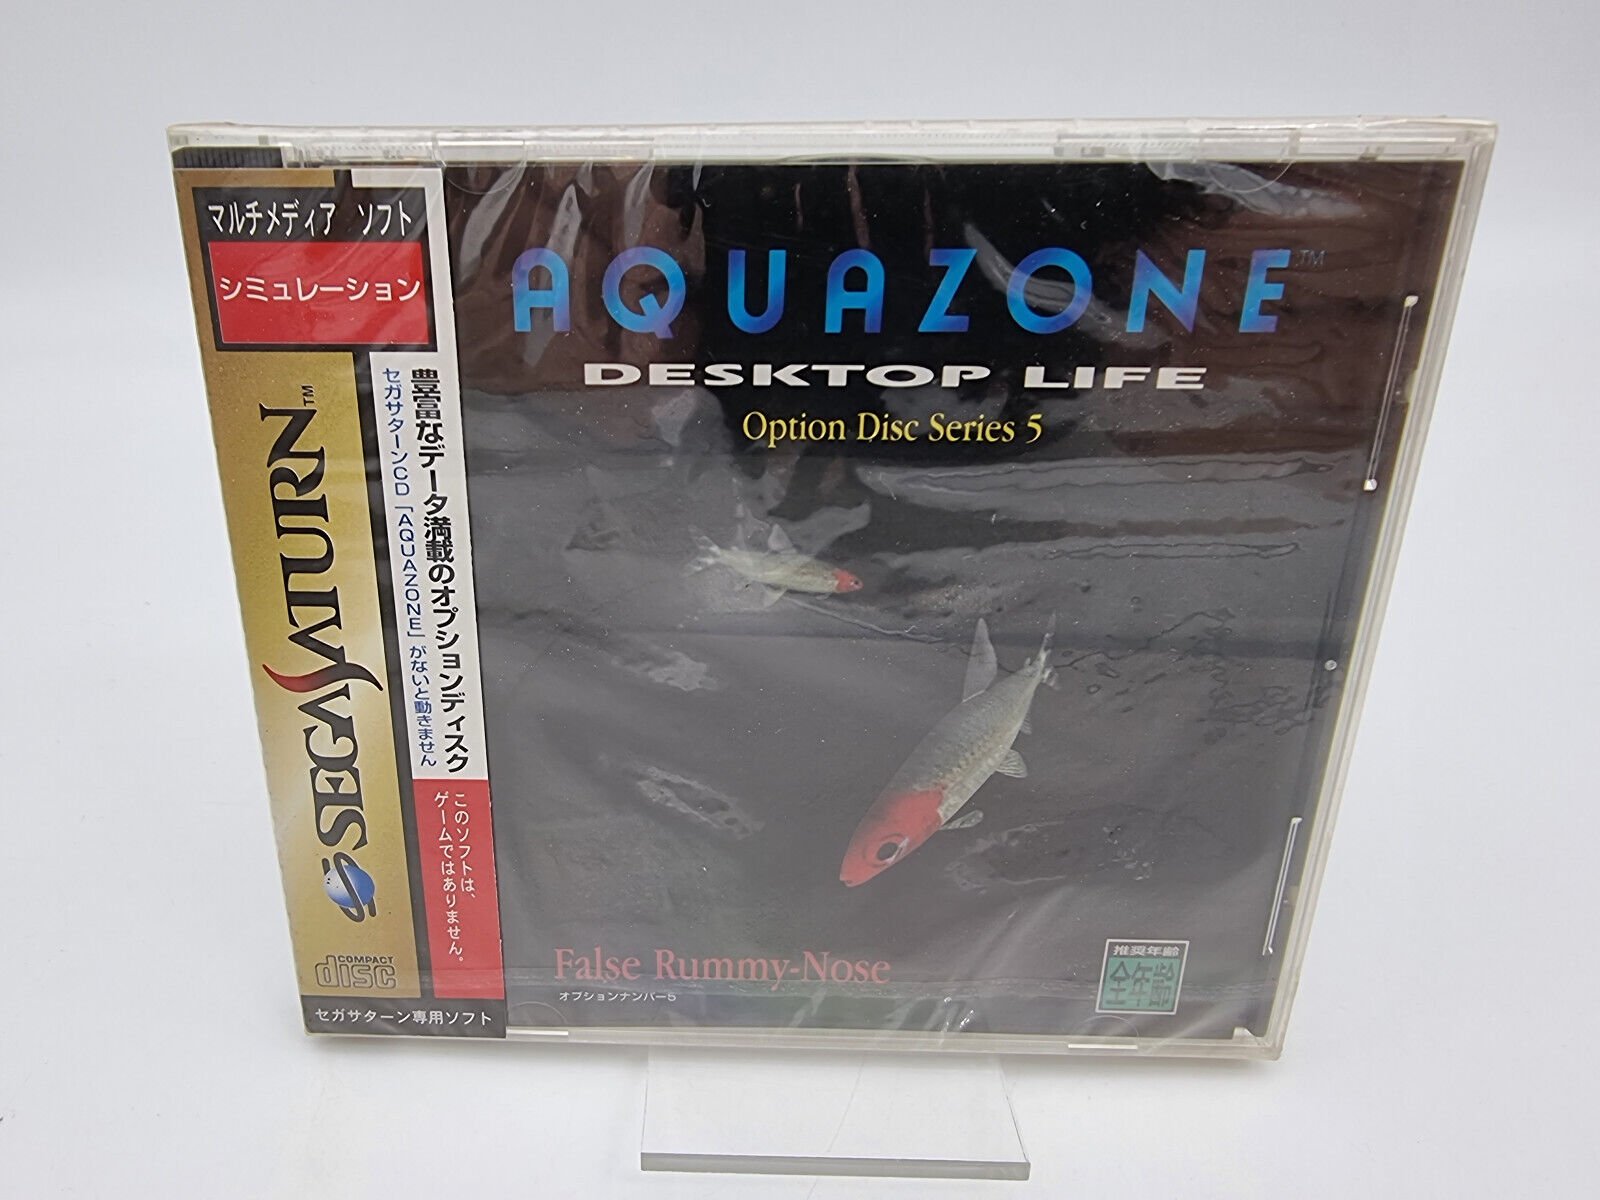 マルチメディア ソフト
シミュレーション
SEGA SATURN™
豊富なデータ満載のオプションディスク
セガサターンCD「AQUAZONE」がないと動きません
このソフトは、
ゲームではありません。
COMPACT
disc
セガサターン専用ソフト
AQUAZONE™
DESKTOP LIFE
Option Disc Series 5
False Rummy-Nose
オプションナンバー5
推奨年齢
全年齢